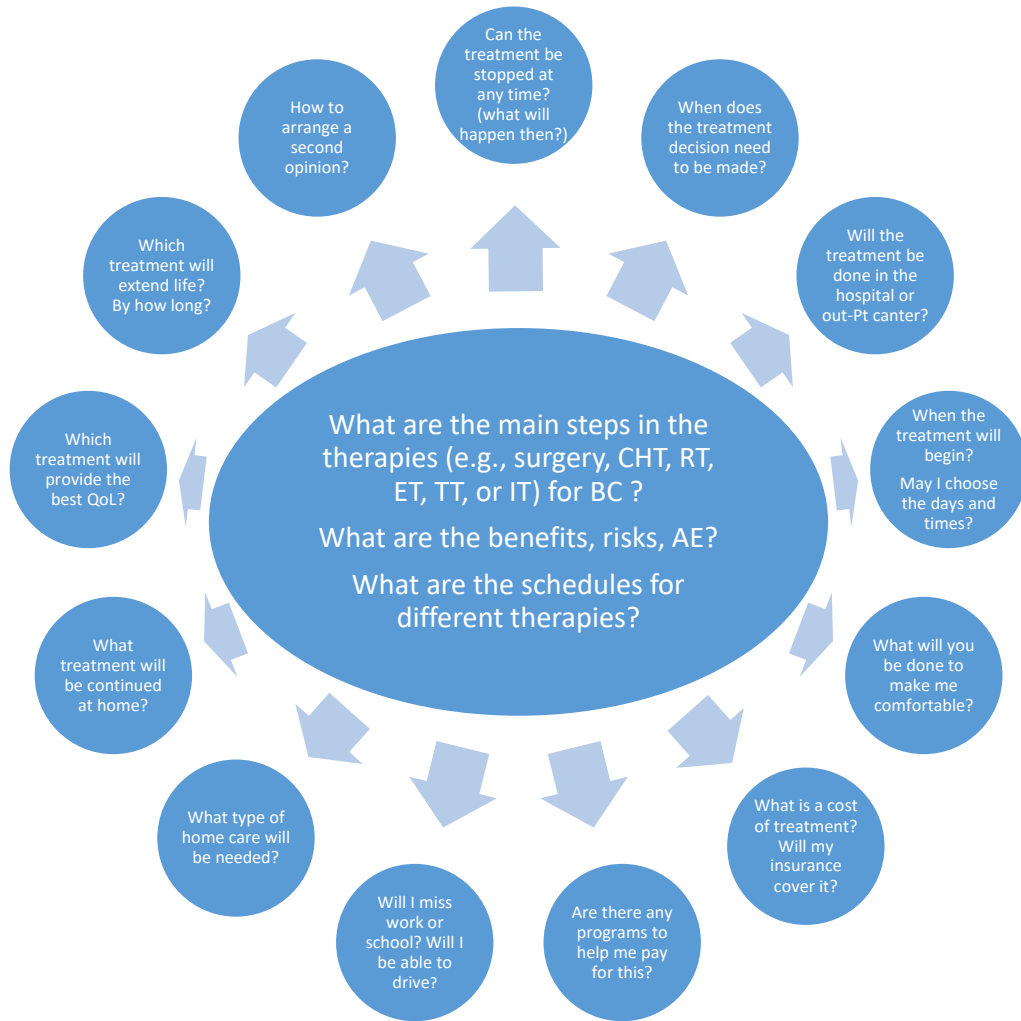 Can the
treatment be
stopped at
any time?
(what will
happen then?)
When does
the treatment
decision need
to be made?
Will the
treatment be
done in the
hospital or
out-Pt canter?
When the
treatment will
begin?
May I choose
the days and
times?
What will you
be done to
make me
comfortable?
What is a cost
of treatment?
Will my
insurance
cover it?
Are there any
programs to
help me pay
for this?
Will I miss
work or
school? Will I
be able to
drive?
What type of
home care will
be needed?
What
treatment will
be continued
at home?
Which
treatment will
provide the
best QoL?
Which
treatment will
extend life?
By how long?
How to
arrange a
second
opinion?
What are the main steps in the
therapies (e.g., surgery, CHT, RT,
ET, TT, or IT) for BC ?
What are the benefits, risks, AE?
What are the schedules for
different therapies?